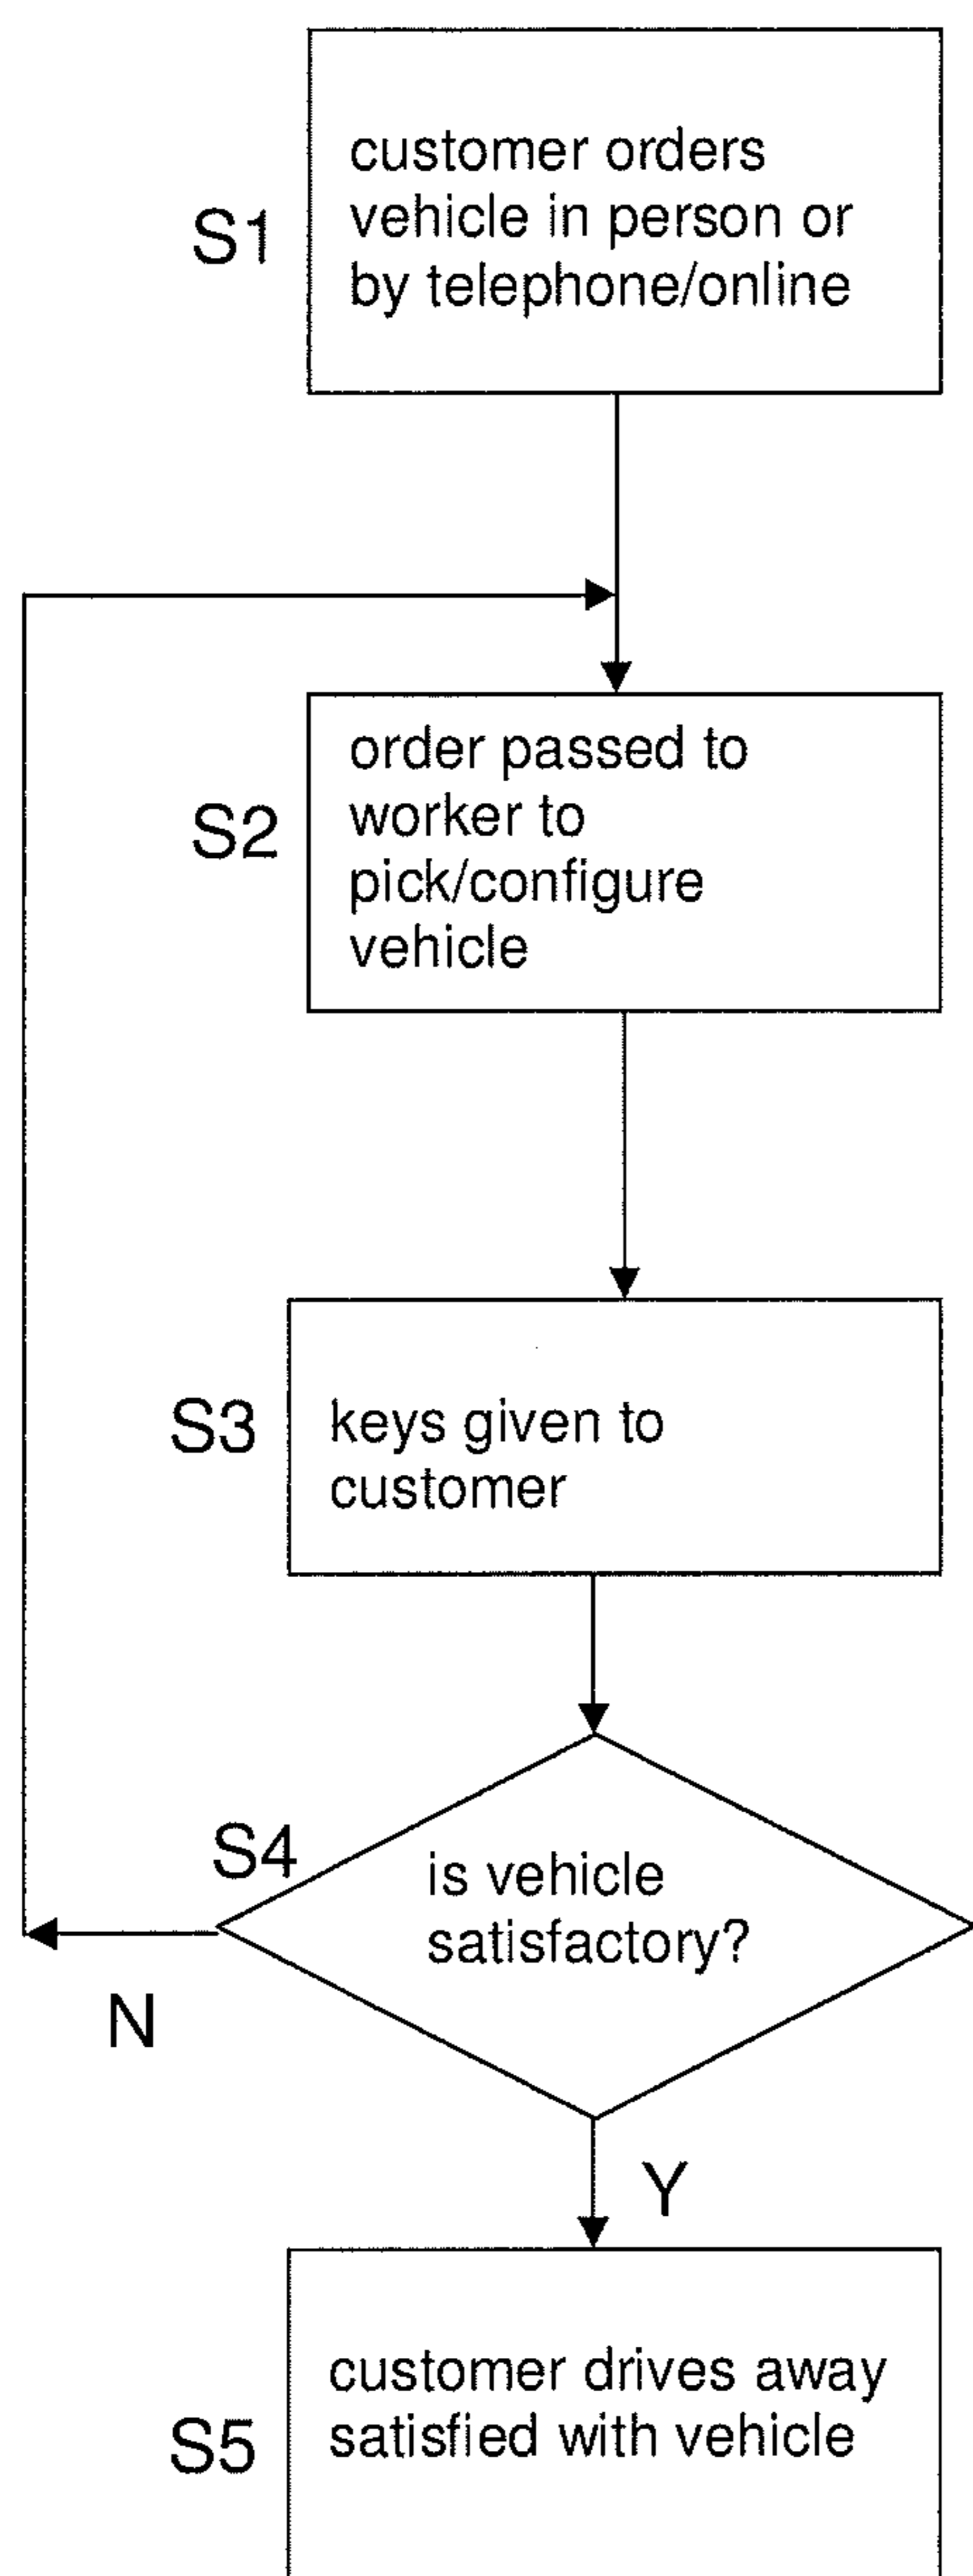 S1
customer orders
vehicle in person or
by telephone/online
S2
order passed to
worker to
pick/configure
vehicle
S3
keys given to
customer
S4
is vehicle
satisfactory?
N
Y
S5
customer drives away
satisfied with vehicle